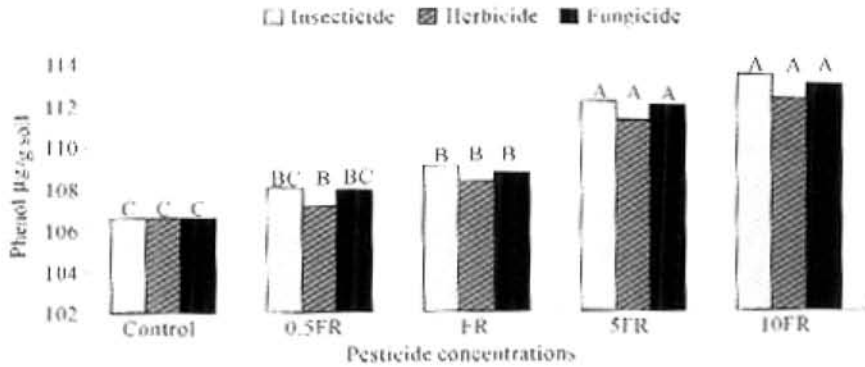 Insecticide Herbicide Fungicide
Phenol µg/g soil
114
112
110
108
106
104
102
C C C
BC B BC
B B B
A A A
A A A
Control 0.5FR FR 5FR 10FR
Pesticide concentrations